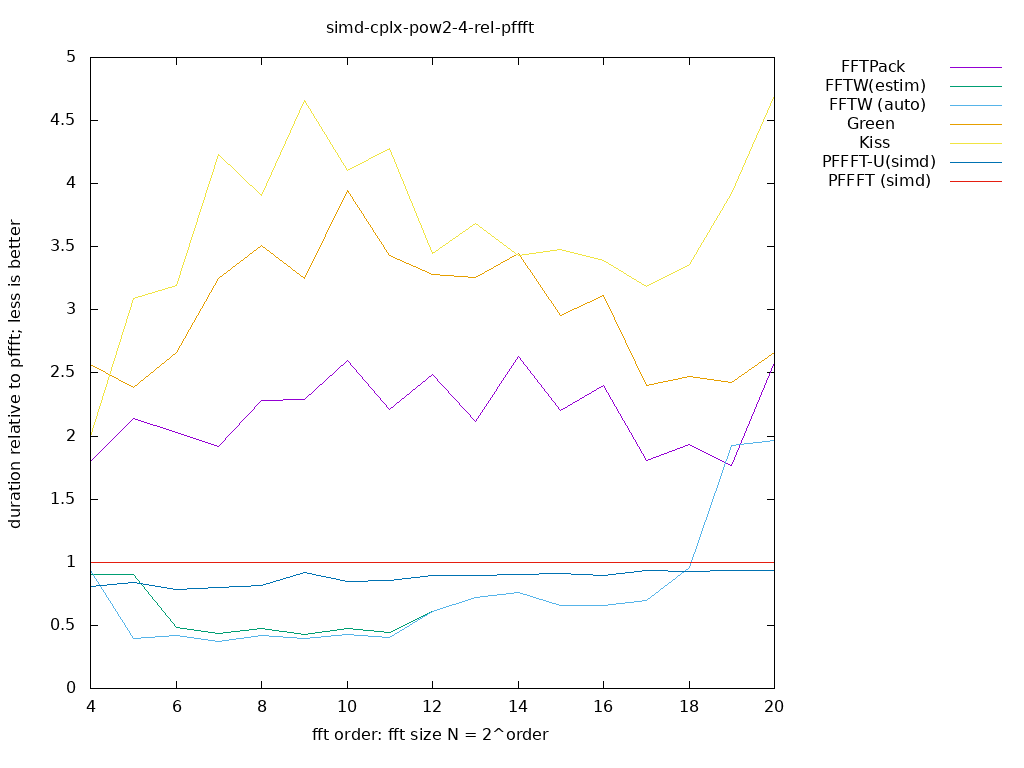 simd-cplx-pow2-4-rel-pffft
5
4.5
4
3.5
3
2.5
2
1.5
1
0.5
0
duration relative to pffft; less is better
4 6 8 10 12 14 16 18 20
fft order: fft size N = 2^order
FFTPack
FFTW(estim)
FFTW (auto)
Green
Kiss
PFFFT-U(simd)
PFFFT (simd)